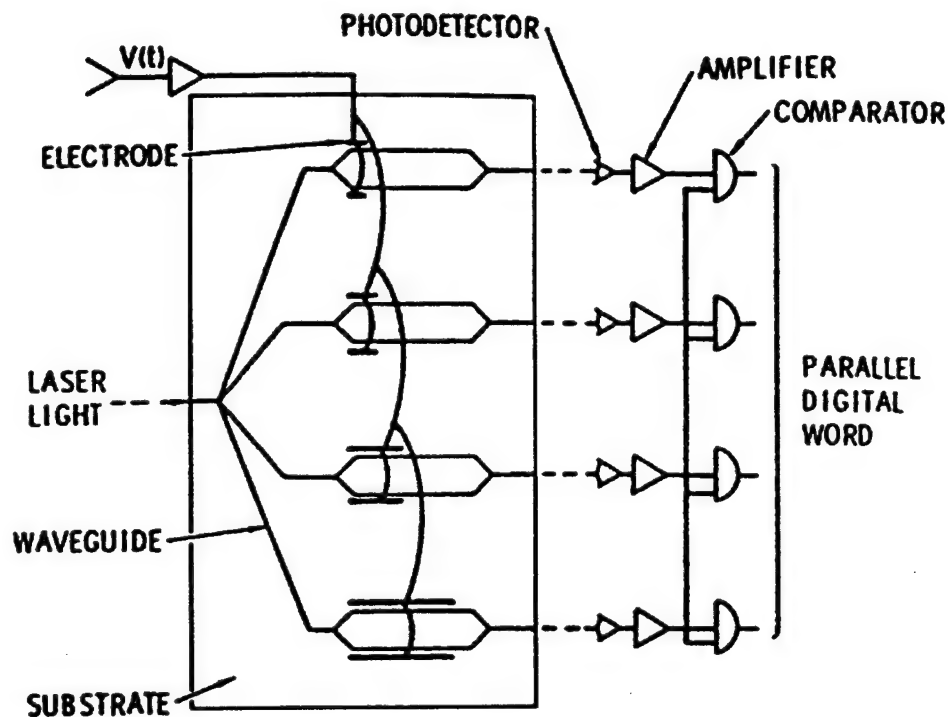 PHOTODETECTOR
V(t)
AMPLIFIER
COMPARATOR
ELECTRODE
LASER
LIGHT
PARALLEL
DIGITAL
WORD
WAVEGUIDE
SUBSTRATE